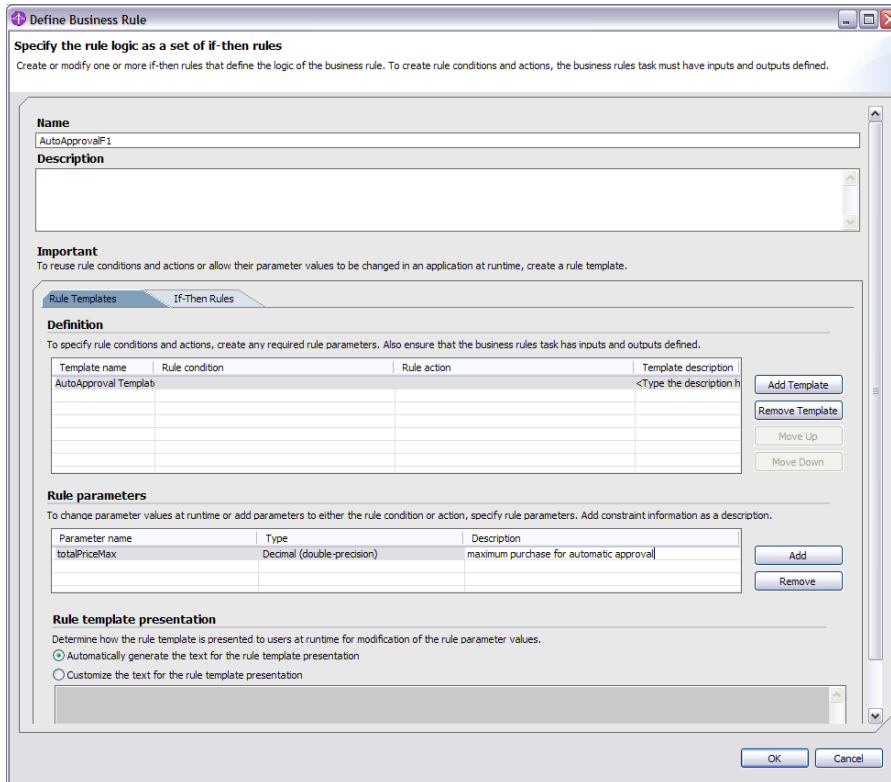 Define Business Rule
Specify the rule logic as a set of if-then rules
Create or modify one or more if-then rules that define the logic of the business rule. To create rule conditions and actions, the business rules task must have inputs and outputs defined.
Name
AutoApprovalF1
Description
Important
To reuse rule conditions and actions or allow their parameter values to be changed in an application at runtime, create a rule template.
Rule Templates If-Then Rules
Definition
To specify rule conditions and actions, create any required rule parameters. Also ensure that the business rules task has inputs and outputs defined.
Template name Rule condition Rule action Template description
AutoApproval Templat <Type the description h
Add Template
Remove Template
Move Up
Move Down
Rule parameters
To change parameter values at runtime or add parameters to either the rule condition or action, specify rule parameters. Add constraint information as a description.
Parameter name Type Description
totalPriceMax Decimal (double-precision) maximum purchase for automatic approval
Add
Remove
Rule template presentation
Determine how the rule template is presented to users at runtime for modification of the rule parameter values.
Automatically generate the text for the rule template presentation
Customize the text for the rule template presentation
OK Cancel